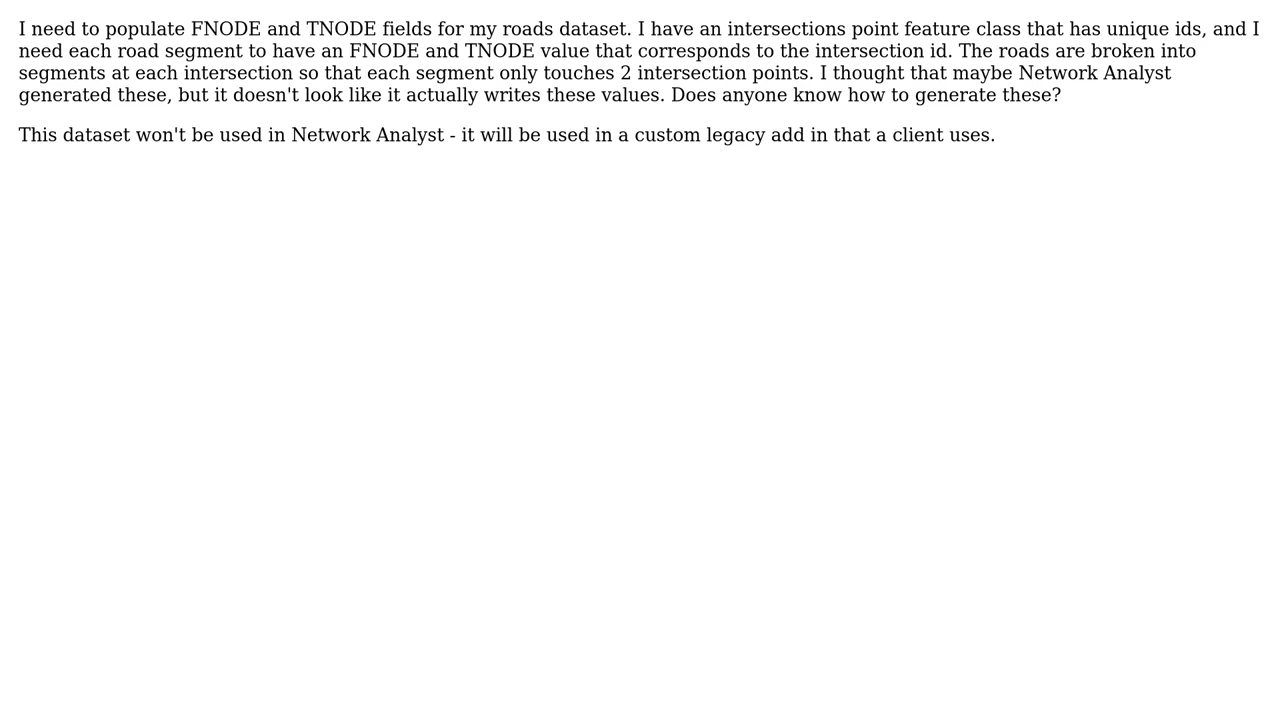 I need to populate FNODE and TNODE fields for my roads dataset. I have an intersections point feature class that has unique ids, and I
need each road segment to have an FNODE and TNODE value that corresponds to the intersection id. The roads are broken into
segments at each intersection so that each segment only touches 2 intersection points. I thought that maybe Network Analyst
generated these, but it doesn't look like it actually writes these values. Does anyone know how to generate these?
This dataset won't be used in Network Analyst - it will be used in a custom legacy add in that a client uses.